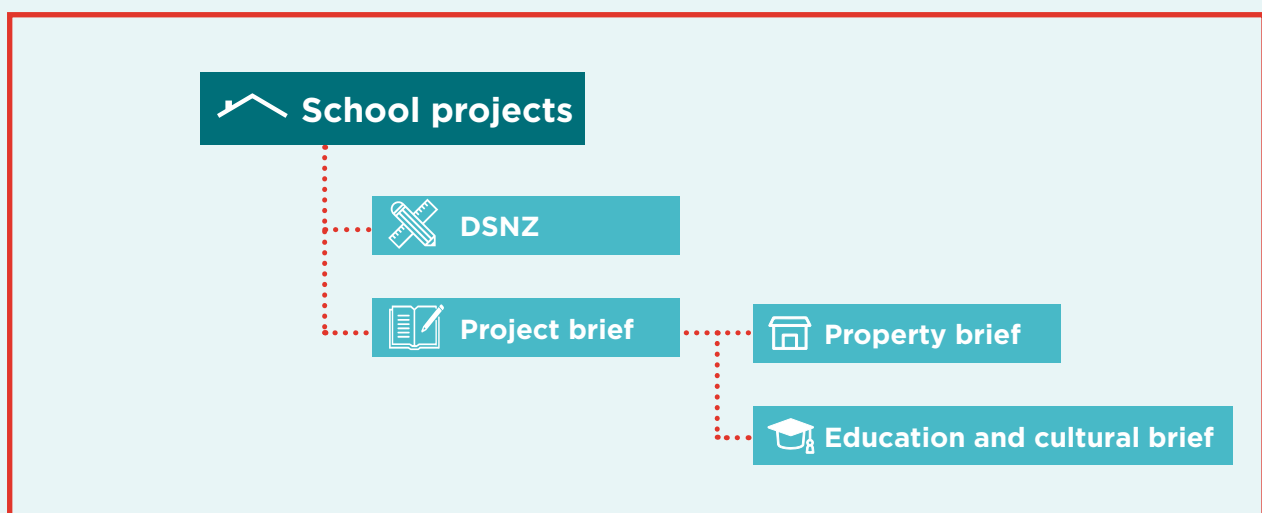 School projects
DSNZ
Project brief
Property brief
Education and cultural brief